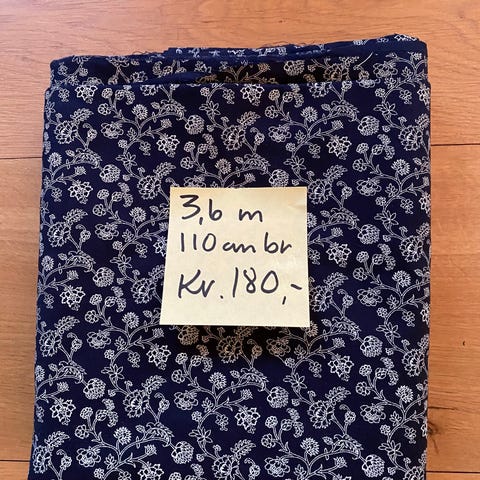 3,6 m
110 cm br
Kr. 180,-